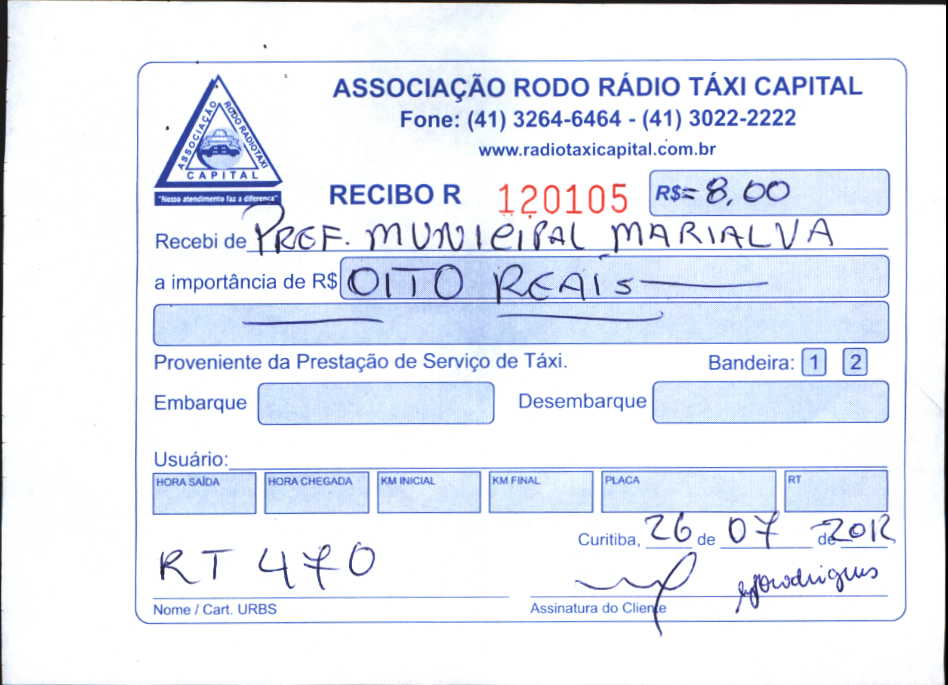 ASSOCIAÇÃO RODO RÁDIO TÁXI CAPITAL
Fone: (41) 3264-6464 - (41) 3022-2222
www.radiotaxicapital.com.br
ASSOCIAÇÃO RODO RADIOTAXI
CAPITAL
"Nosso atendimento faz a diferença"
RECIBO R 120105 R$= 8,00
Recebi de PREF. MUNICIPAL MARIALVA
a importância de R$ OITO REAIS
Proveniente da Prestação de Serviço de Táxi. Bandeira: 1 2
Embarque Desembarque
Usuário:
HORA SAÍDA HORA CHEGADA KM INICIAL KM FINAL PLACA RT
Curitiba, 26 de 07 de 2012
RT 470
Nome / Cart. URBS Assinatura do Cliente